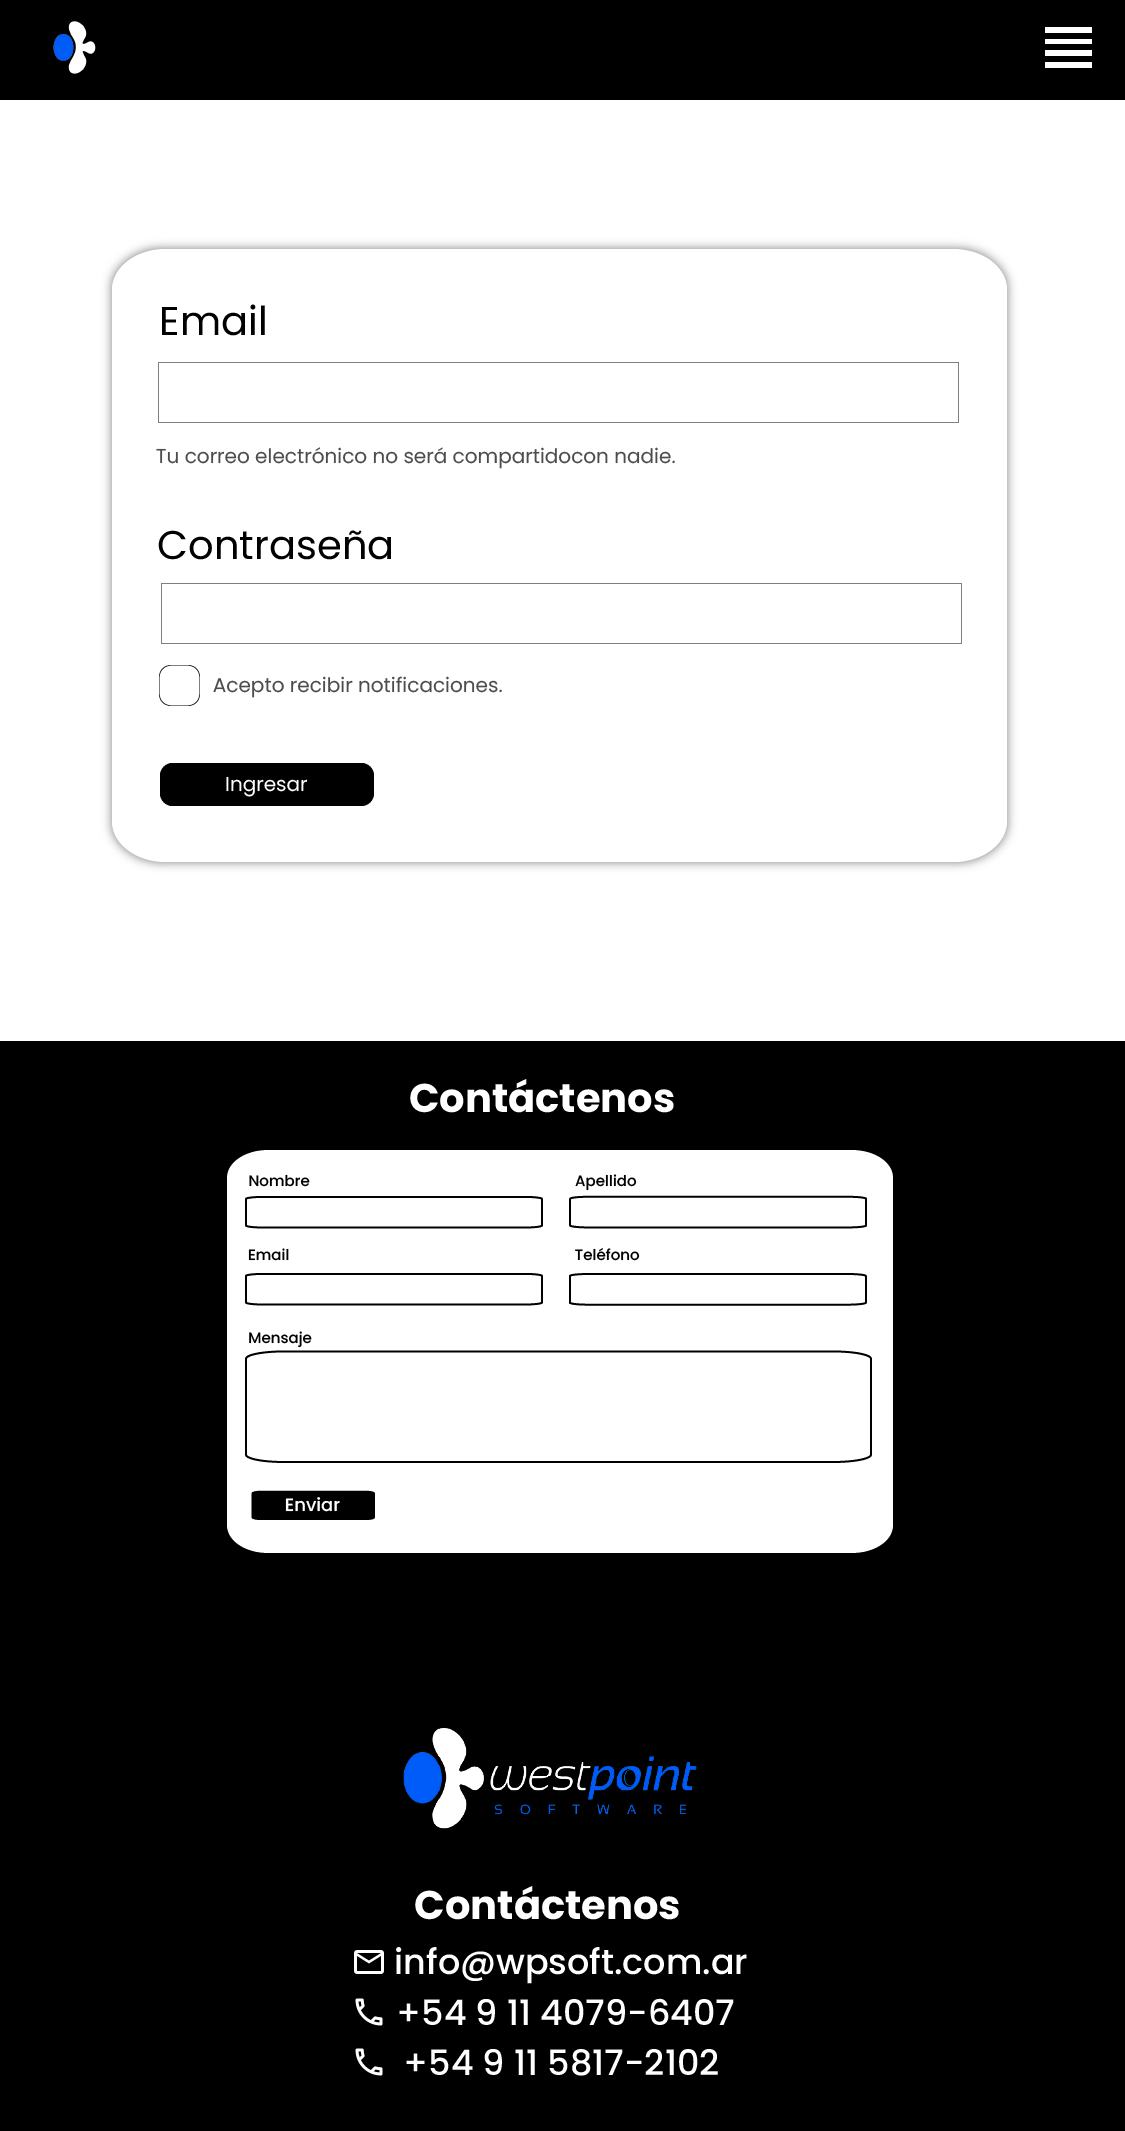 Email
Tu correo electrónico no será compartidocon nadie.
Contraseña
Acepto recibir notificaciones.
Ingresar
Contáctenos
Nombre Apellido
Email Teléfono
Mensaje
Enviar
westpoint
SOFTWARE
Contáctenos
info@wpsoft.com.ar
+54 9 11 4079-6407
+54 9 11 5817-2102